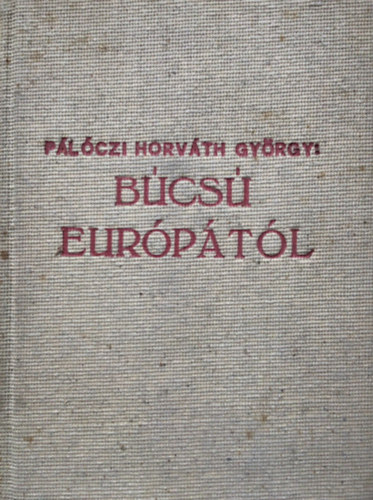 PÁLÓCZI HORVÁTH GYÖRGY:
BÚCSÚ
EURÓPÁTÓL